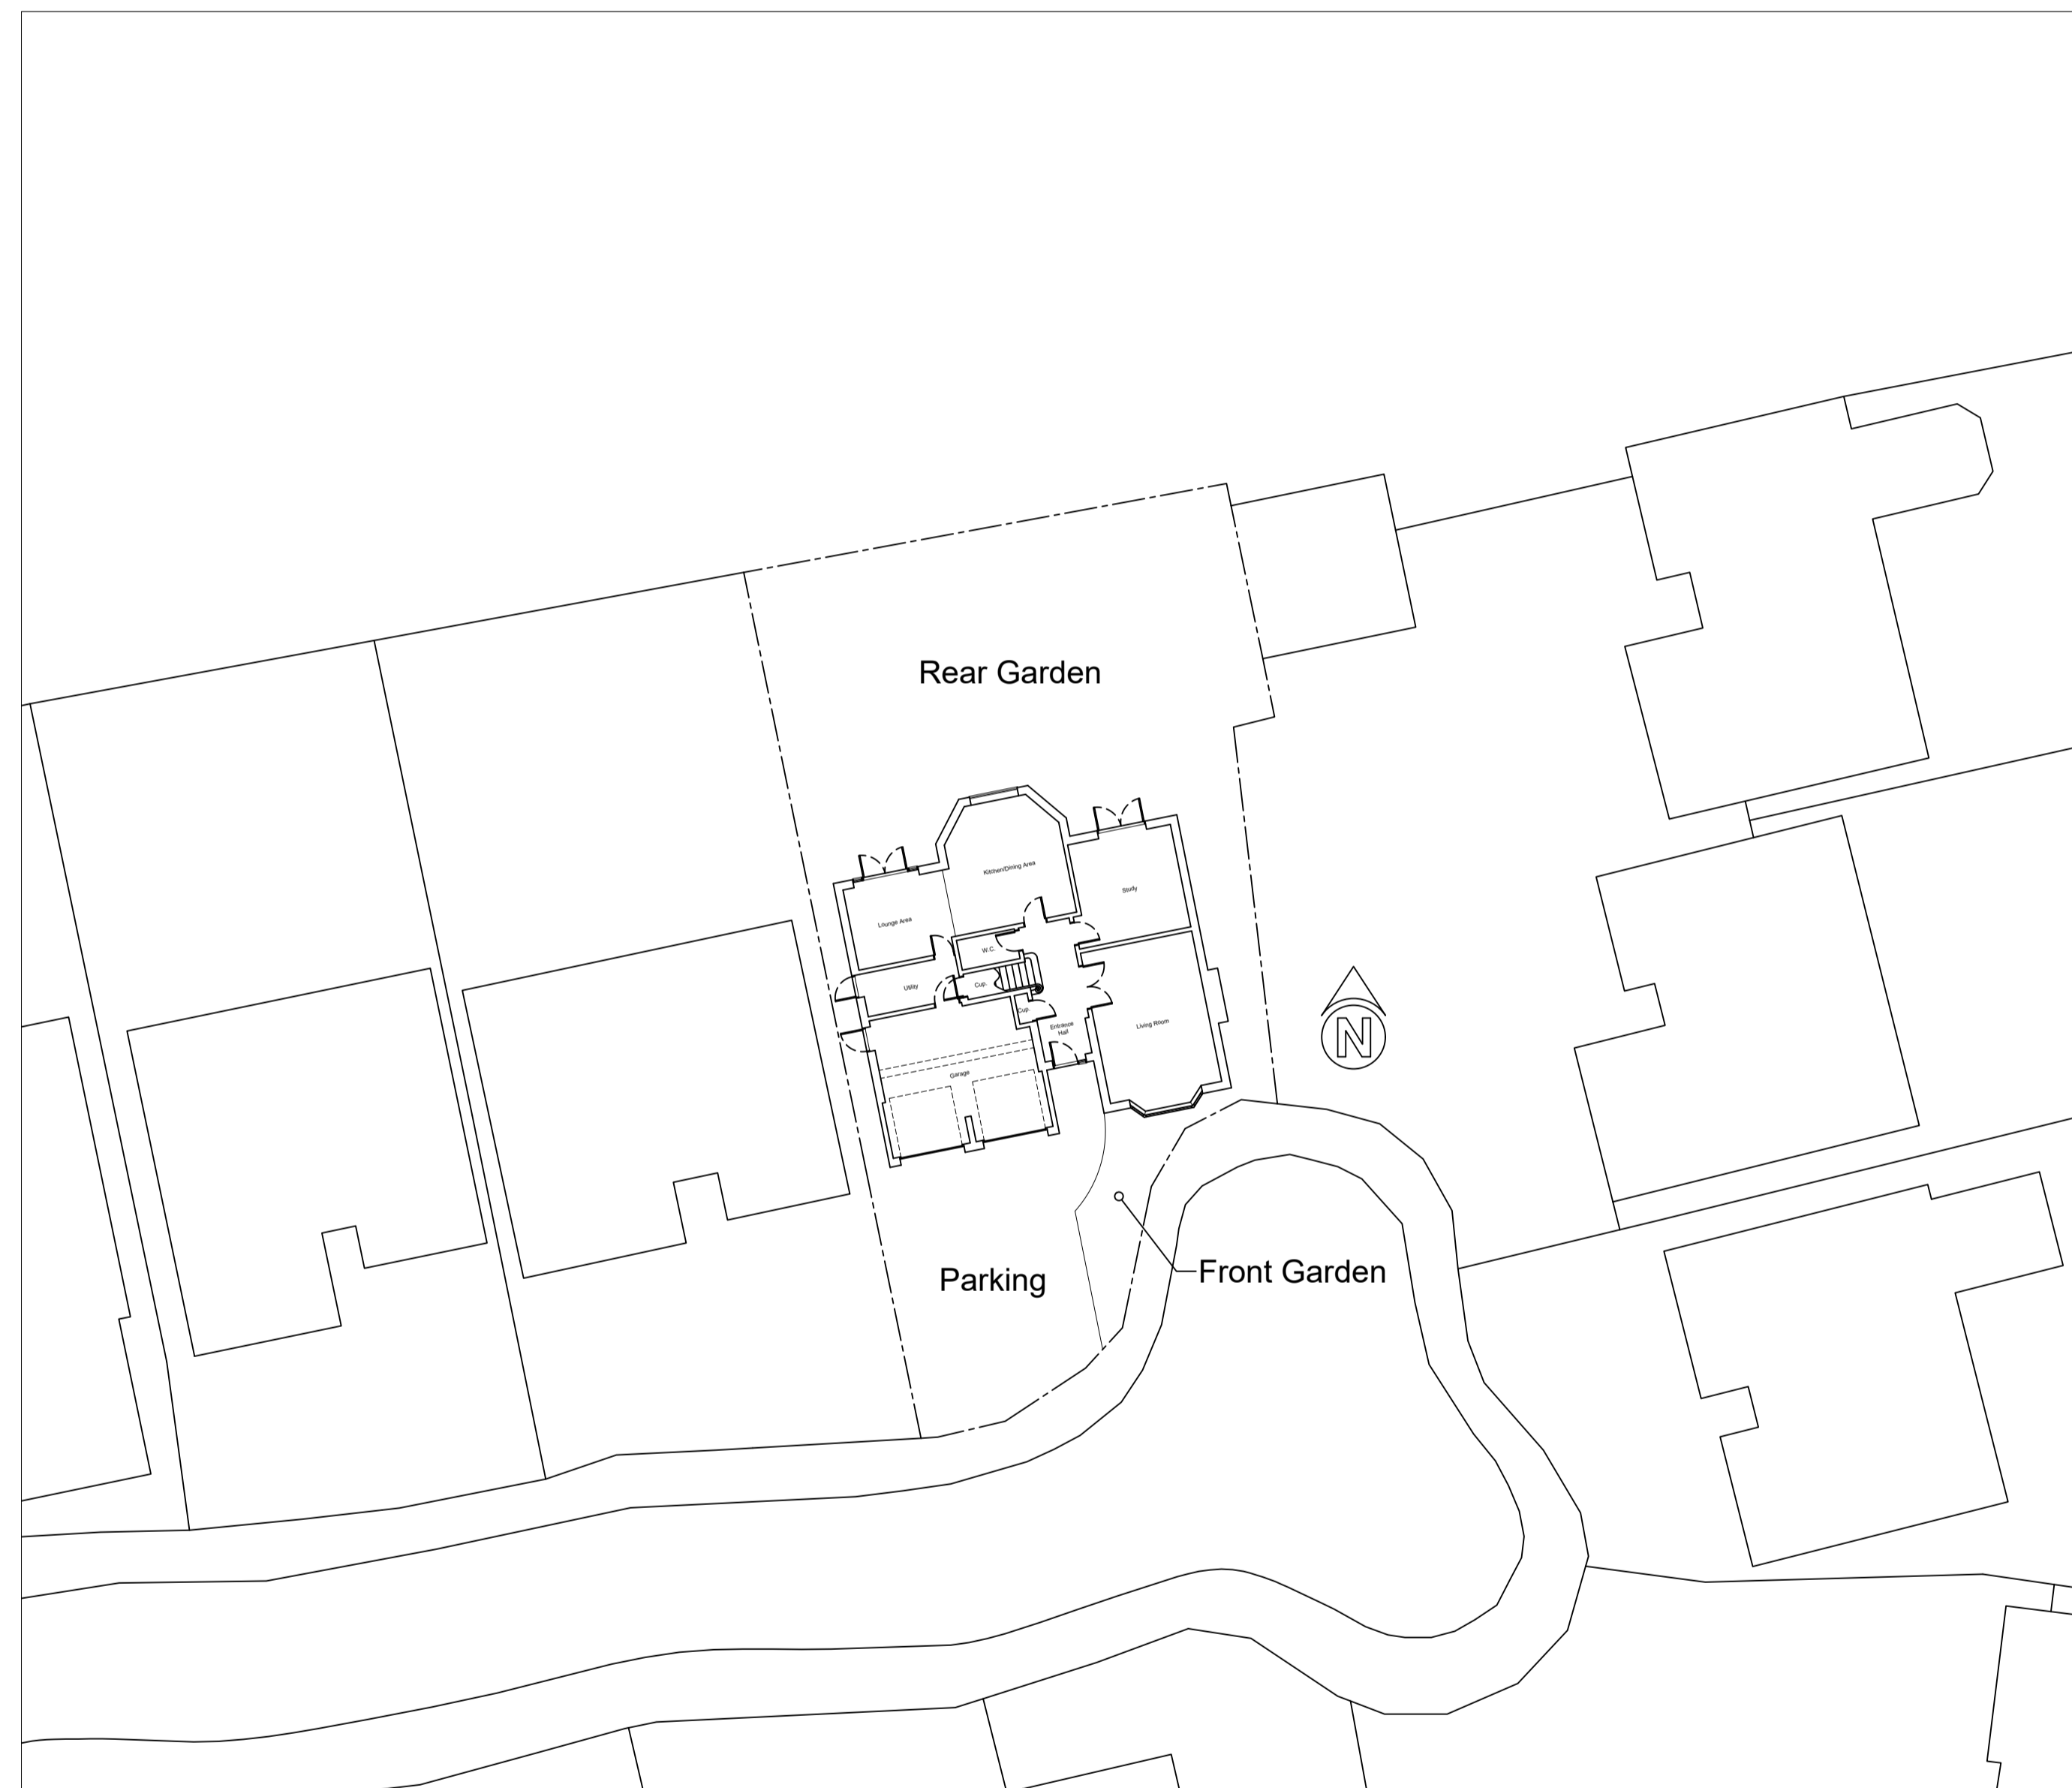 Rear Garden
Kitchen/Dining Area
Study
Lounge Area
W.C.
Utility
Cup.
Cup.
Entrance
Hall
Living Room
N
Garage
Front Garden
Parking